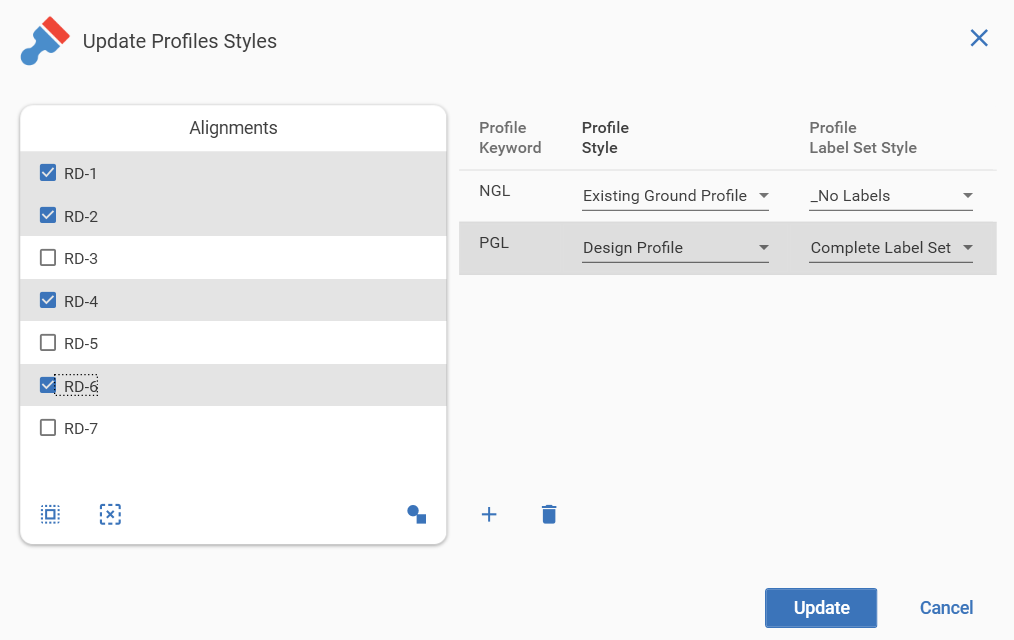 Update Profiles Styles
Alignments
RD-1
RD-2
RD-3
RD-4
RD-5
RD-6
RD-7
Profile Keyword
Profile Style
Profile Label Set Style
NGL
Existing Ground Profile
_No Labels
PGL
Design Profile
Complete Label Set
Update
Cancel